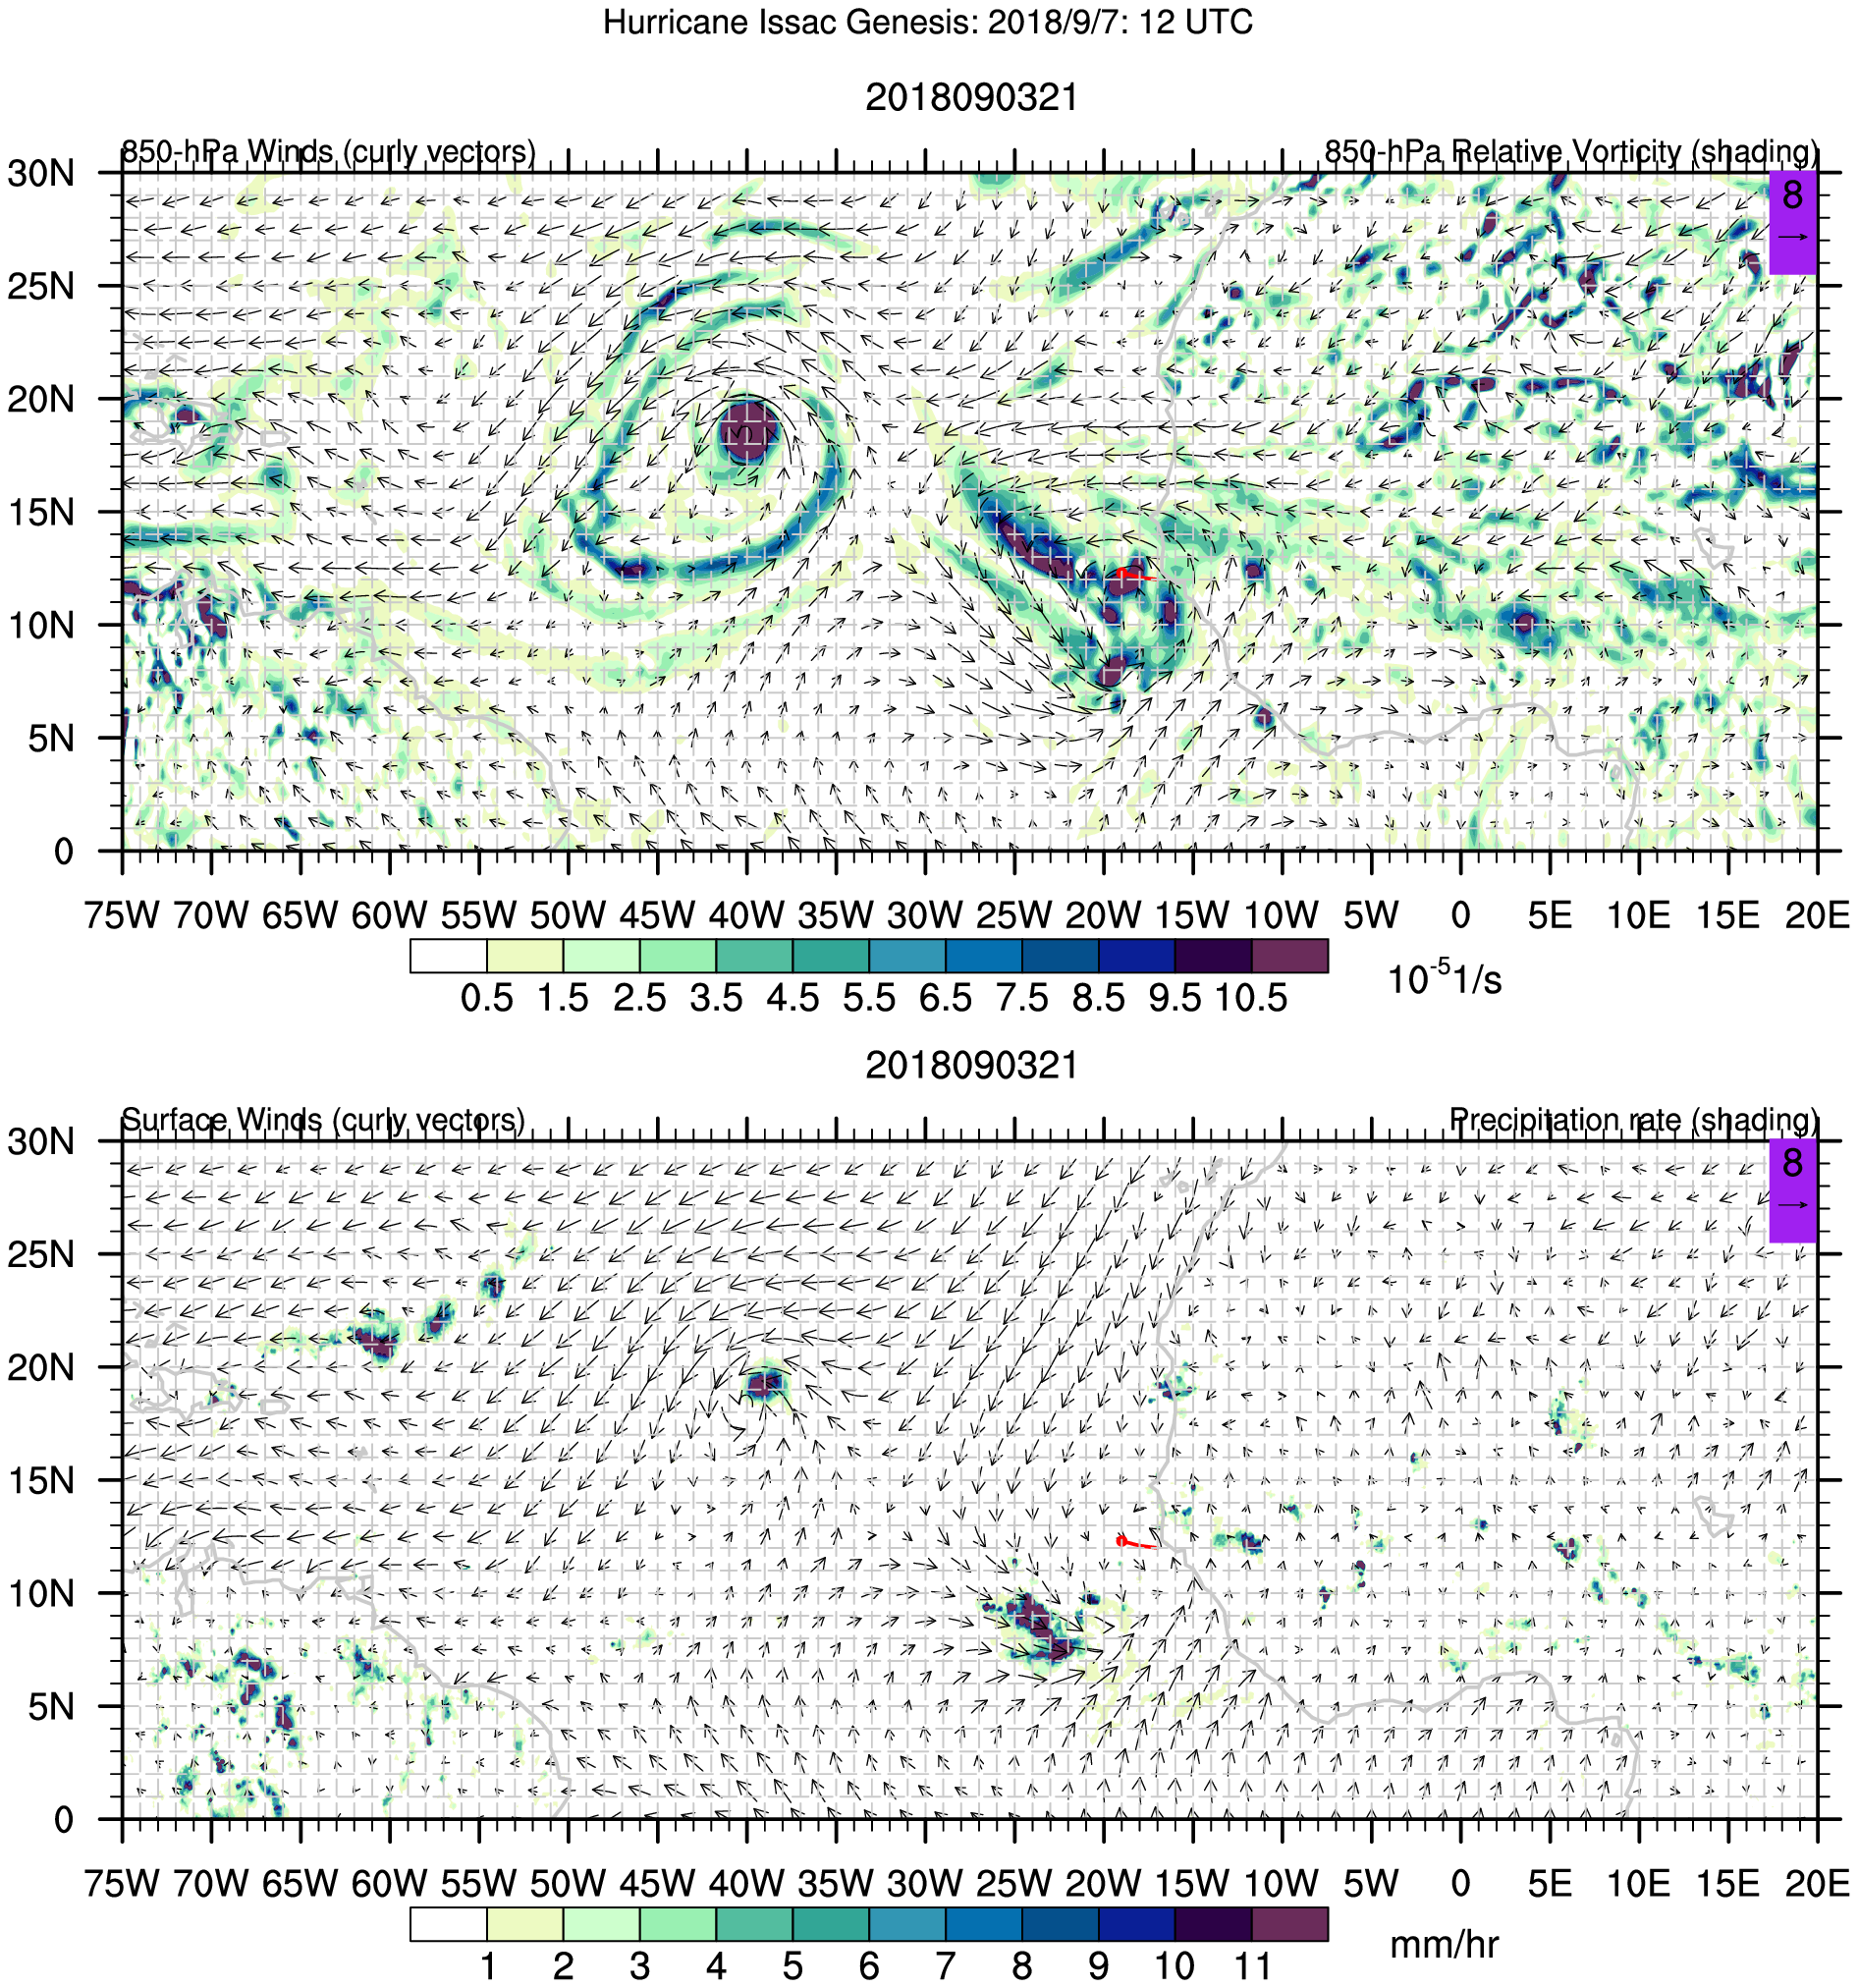 Hurricane Issac Genesis: 2018/9/7: 12 UTC
2018090321
850-hPa Winds (curly vectors) 850-hPa Relative Vorticity (shading)
8
30N
25N
20N
15N
10N
5N
0
75W 70W 65W 60W 55W 50W 45W 40W 35W 30W 25W 20W 15W 10W 5W 0 5E 10E 15E 20E
0.5 1.5 2.5 3.5 4.5 5.5 6.5 7.5 8.5 9.5 10.5
10-51/s
2018090321
Surface Winds (curly vectors) Precipitation rate (shading)
8
30N
25N
20N
15N
10N
5N
0
75W 70W 65W 60W 55W 50W 45W 40W 35W 30W 25W 20W 15W 10W 5W 0 5E 10E 15E 20E
1 2 3 4 5 6 7 8 9 10 11
mm/hr